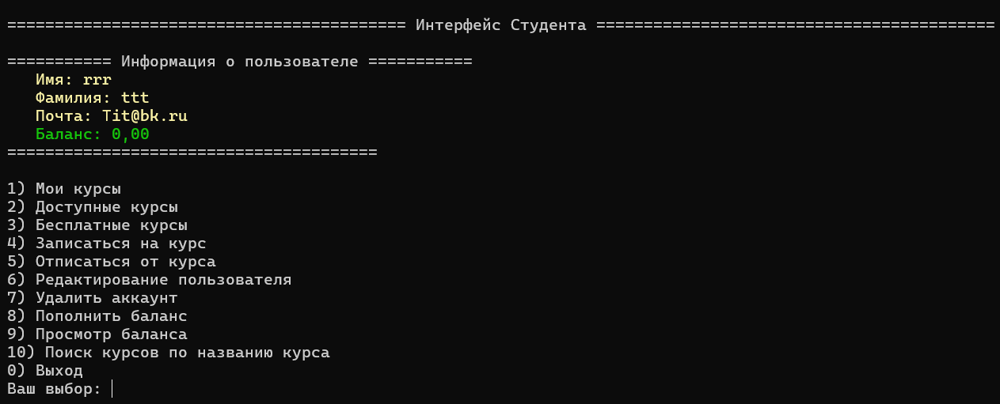 ========================================== Интерфейс Студента ==========================================
=========== Информация о пользователе ===========
Имя: rrr
Фамилия: ttt
Почта: Tit@bk.ru
Баланс: 0,00
=======================================
1) Мои курсы
2) Доступные курсы
3) Бесплатные курсы
4) Записаться на курс
5) Отписаться от курса
6) Редактирование пользователя
7) Удалить аккаунт
8) Пополнить баланс
9) Просмотр баланса
10) Поиск курсов по названию курса
0) Выход
Ваш выбор: